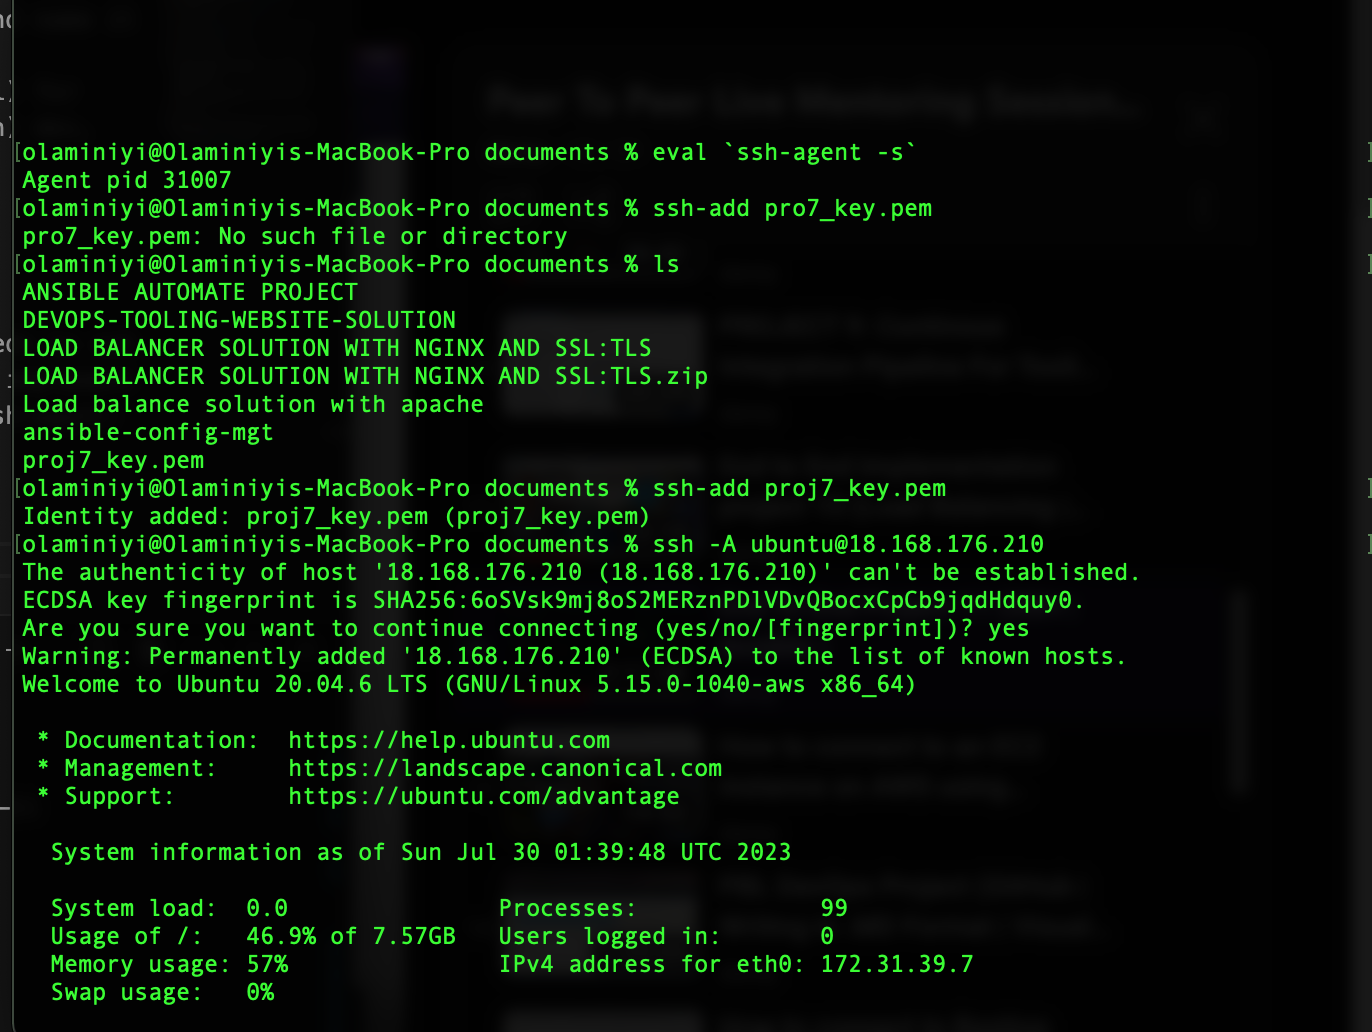 olaminiyi@Olaminiyis-MacBook-Pro documents % eval `ssh-agent -s`
Agent pid 31007
olaminiyi@Olaminiyis-MacBook-Pro documents % ssh-add pro7_key.pem
pro7_key.pem: No such file or directory
olaminiyi@Olaminiyis-MacBook-Pro documents % ls
ANSIBLE AUTOMATE PROJECT
DEVOPS-TOOLING-WEBSITE-SOLUTION
LOAD BALANCER SOLUTION WITH NGINX AND SSL:TLS
LOAD BALANCER SOLUTION WITH NGINX AND SSL:TLS.zip
Load balance solution with apache
ansible-config-mgt
proj7_key.pem
olaminiyi@Olaminiyis-MacBook-Pro documents % ssh-add proj7_key.pem
Identity added: proj7_key.pem (proj7_key.pem)
olaminiyi@Olaminiyis-MacBook-Pro documents % ssh -A ubuntu@18.168.176.210
The authenticity of host '18.168.176.210 (18.168.176.210)' can't be established.
ECDSA key fingerprint is SHA256:6oSVsk9mj8oS2MERznPDlVDvQBocxCpCb9jqdHdquy0.
Are you sure you want to continue connecting (yes/no/[fingerprint])? yes
Warning: Permanently added '18.168.176.210' (ECDSA) to the list of known hosts.
Welcome to Ubuntu 20.04.6 LTS (GNU/Linux 5.15.0-1040-aws x86_64)
* Documentation: https://help.ubuntu.com
* Management: https://landscape.canonical.com
* Support: https://ubuntu.com/advantage
System information as of Sun Jul 30 01:39:48 UTC 2023
System load: 0.0 Processes: 99
Usage of /: 46.9% of 7.57GB Users logged in: 0
Memory usage: 57% IPv4 address for eth0: 172.31.39.7
Swap usage: 0%